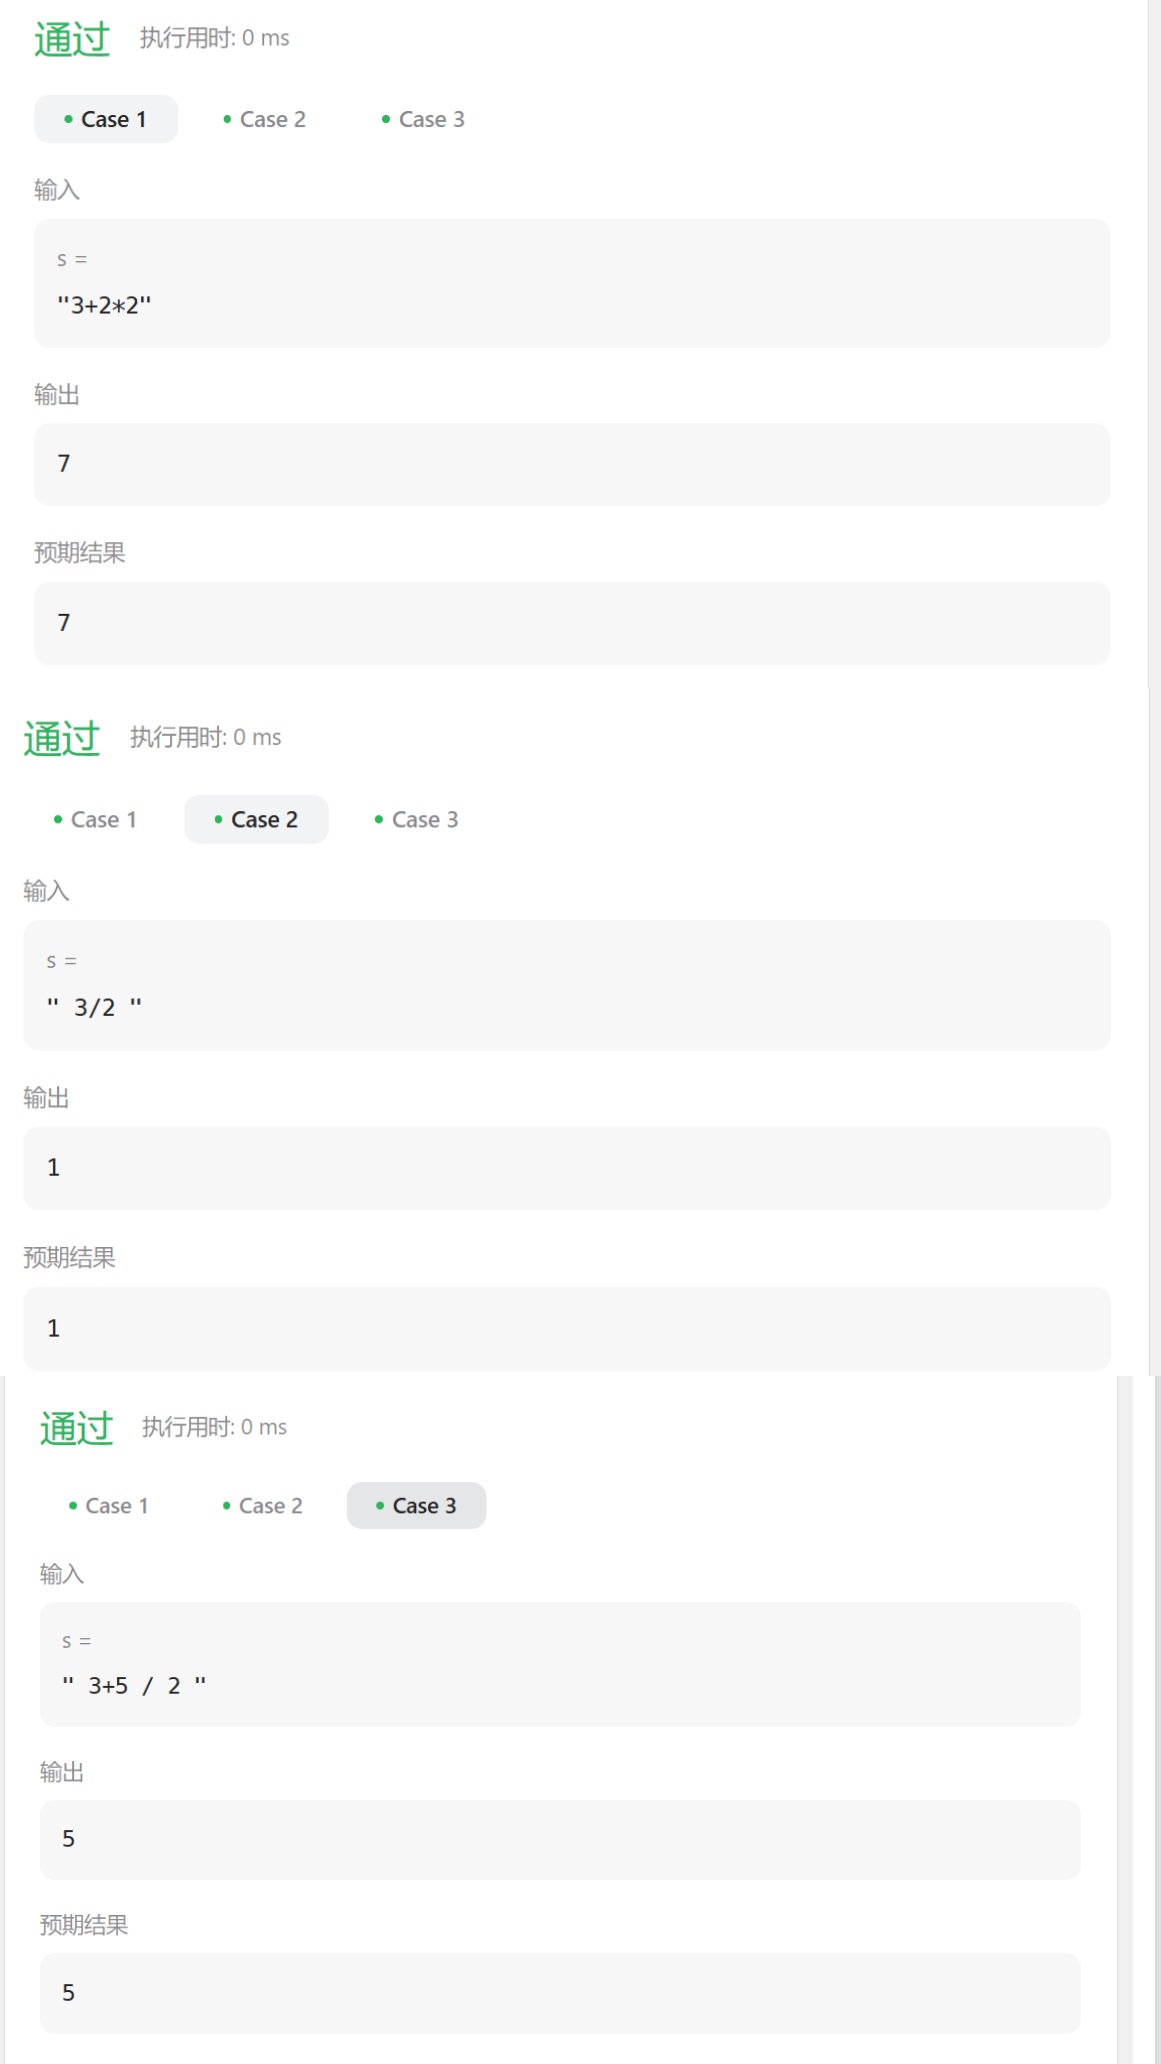 通过 执行用时: 0 ms
Case 1 Case 2 Case 3
输入
s =
"3+2*2"
输出
7
预期结果
7
通过 执行用时: 0 ms
Case 1 Case 2 Case 3
输入
s =
" 3/2 "
输出
1
预期结果
1
通过 执行用时: 0 ms
Case 1 Case 2 Case 3
输入
s =
" 3+5 / 2 "
输出
5
预期结果
5